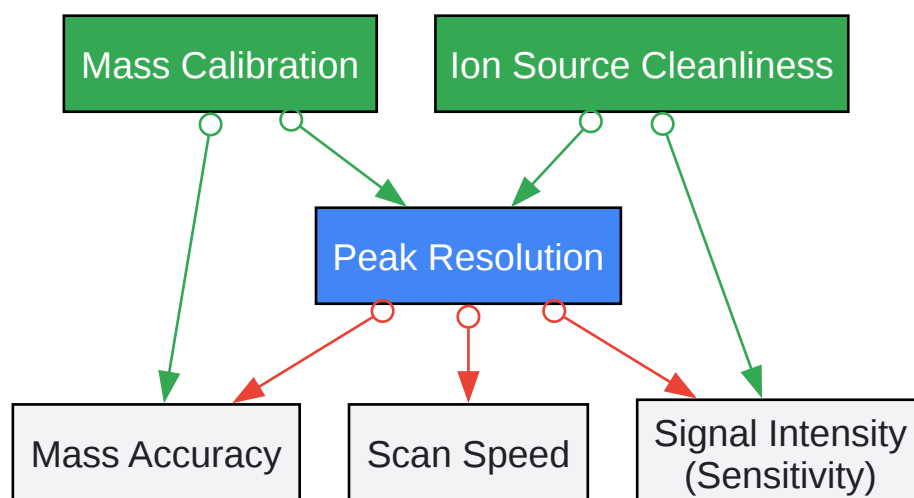 Mass Calibration
Ion Source Cleanliness
Peak Resolution
Mass Accuracy
Scan Speed
Signal Intensity
(Sensitivity)